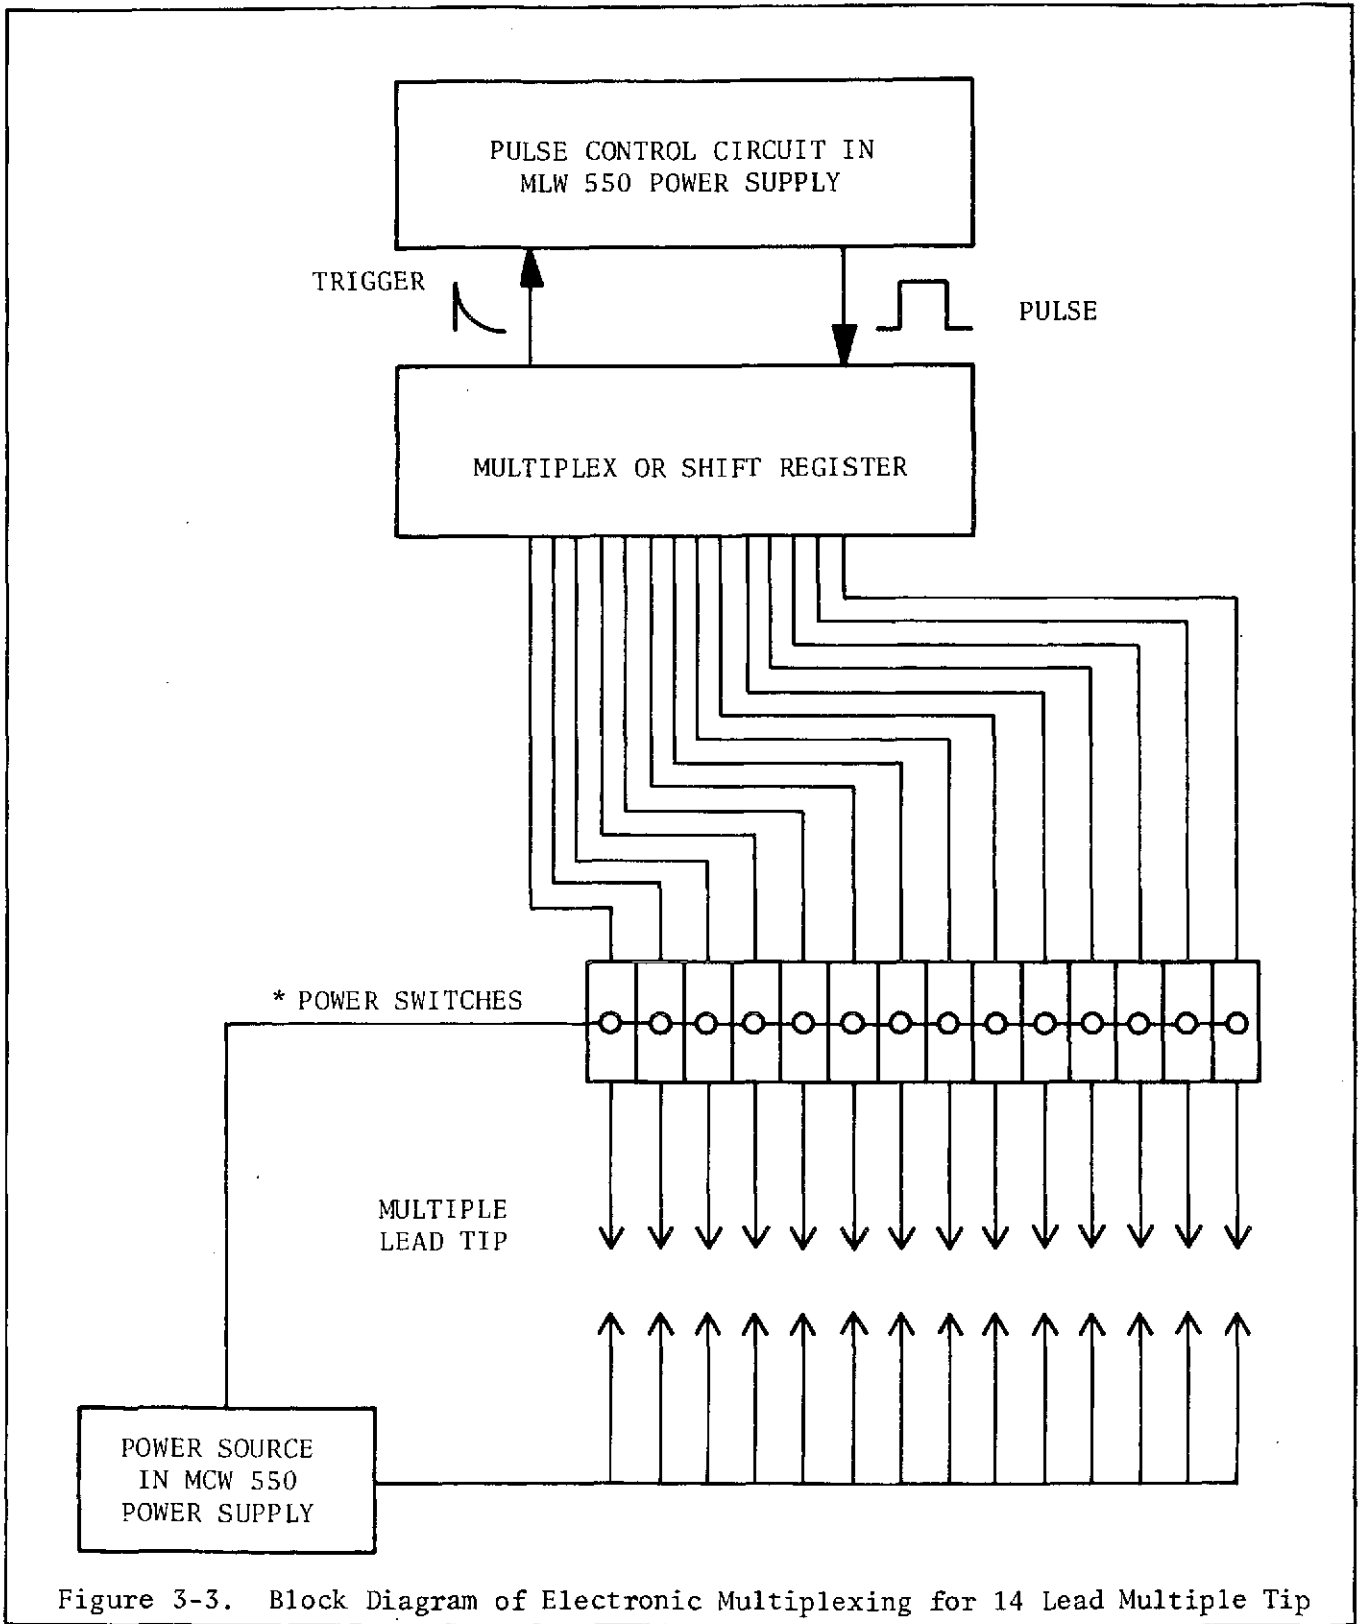 PULSE CONTROL CIRCUIT IN
MLW 550 POWER SUPPLY
TRIGGER
PULSE
MULTIPLEX OR SHIFT REGISTER
* POWER SWITCHES
MULTIPLE
LEAD TIP
POWER SOURCE
IN MCW 550
POWER SUPPLY
Figure 3-3. Block Diagram of Electronic Multiplexing for 14 Lead Multiple Tip